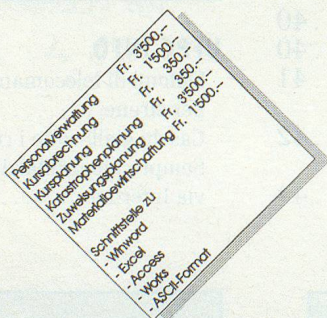 Personalverwaltung Fr. 3'500.–
Kursabrechnung Fr. 1'500.–
Kursplanung Fr. 350.–
Katastrophenplanung Fr. 350.–
Zuweisungsplanung Fr. 3'500.–
Materialbewirtschaftung Fr. 1'500.–
Schnittstelle zu
- Winword
- Excel
- Access
- Works
- ASCII-Format